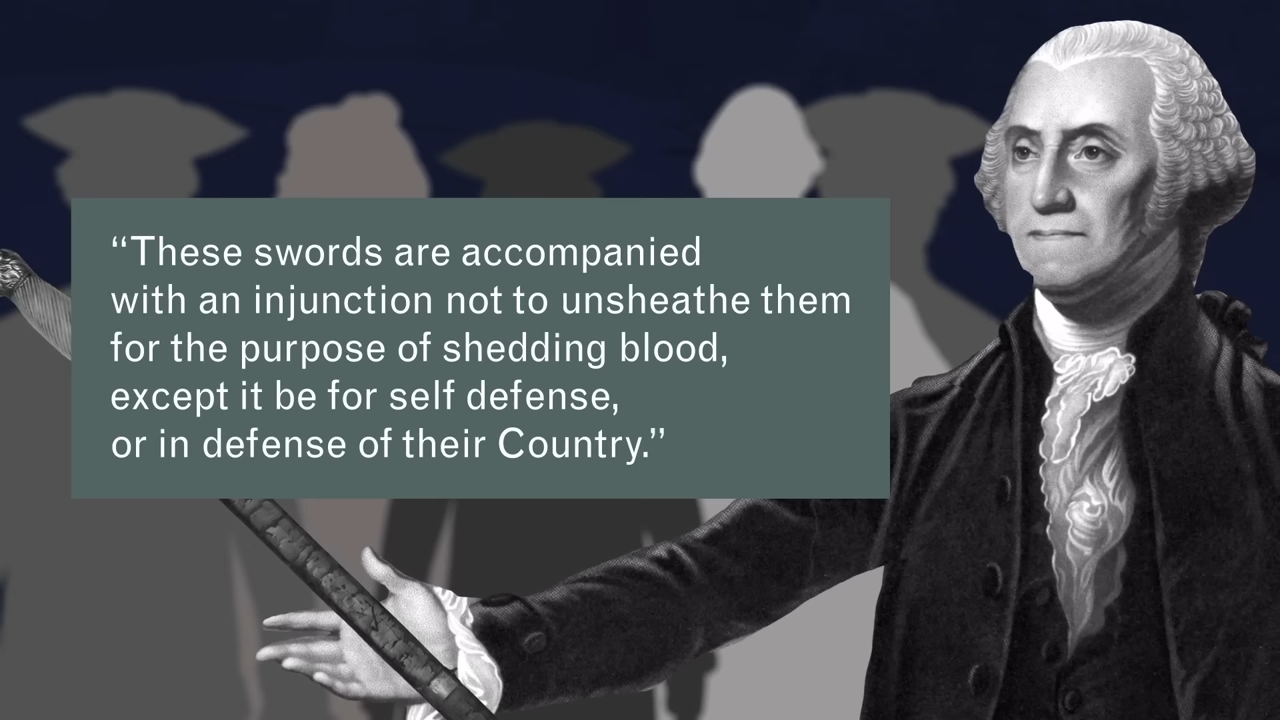 “These swords are accompanied
with an injunction not to unsheathe them
for the purpose of shedding blood,
except it be for self defense,
or in defense of their Country.”